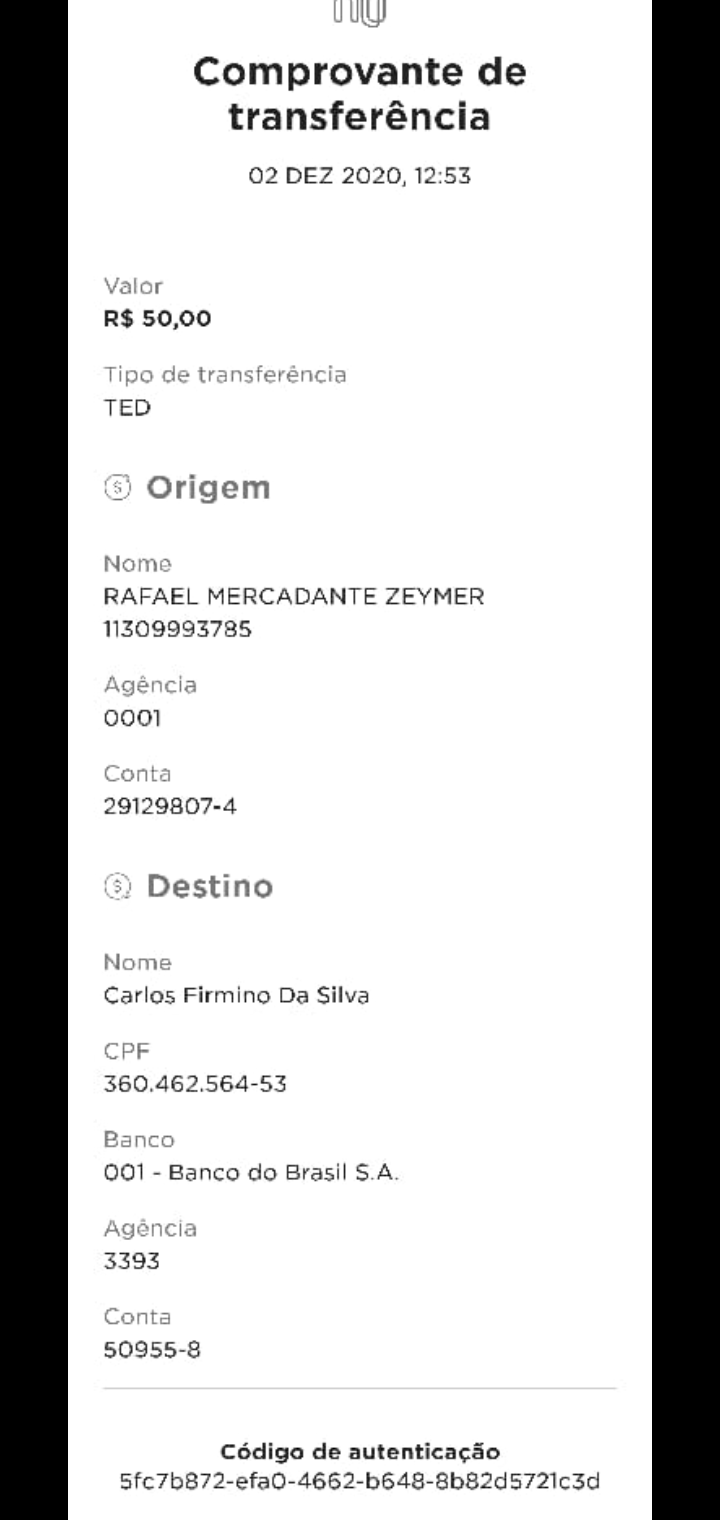 nu
Comprovante de
transferência
02 DEZ 2020, 12:53
Valor
R$ 50,00
Tipo de transferência
TED
Origem
Nome
RAFAEL MERCADANTE ZEYMER
11309993785
Agência
0001
Conta
29129807-4
Destino
Nome
Carlos Firmino Da Silva
CPF
360.462.564-53
Banco
001 - Banco do Brasil S.A.
Agência
3393
Conta
50955-8
Código de autenticação
5fc7b872-efa0-4662-b648-8b82d5721c3d